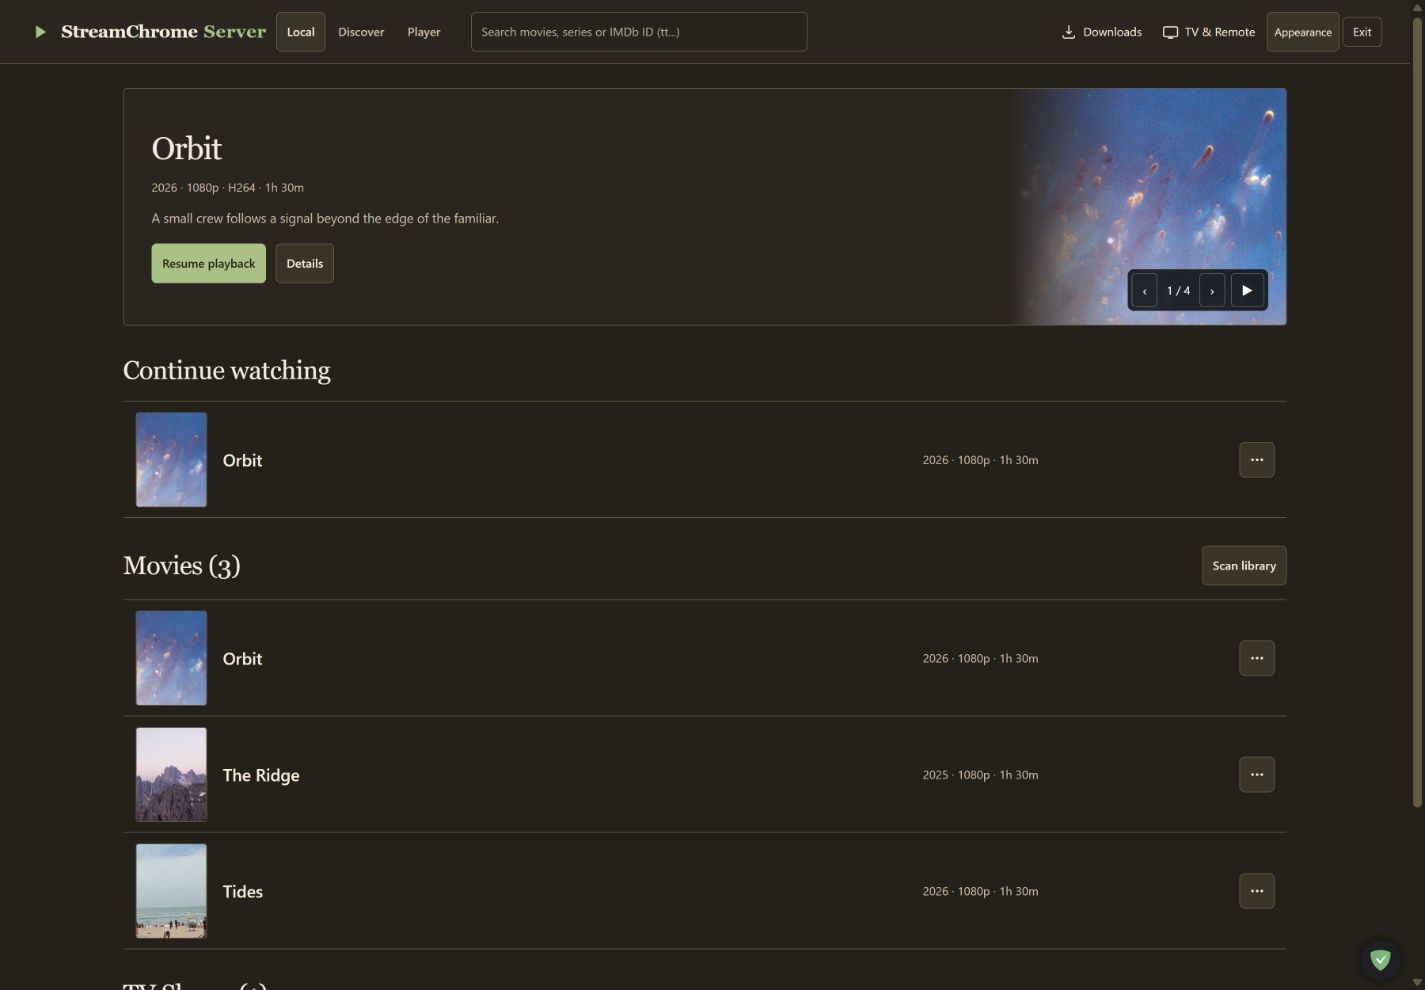 StreamChrome Server
Local
Discover
Player
Search movies, series or IMDb ID (tt...)
Downloads
TV & Remote
Appearance
Exit
Orbit
2026 · 1080p · H264 · 1h 30m
A small crew follows a signal beyond the edge of the familiar.
Resume playback
Details
‹ 1 / 4 ›
Continue watching
Orbit
2026 · 1080p · 1h 30m
Movies (3)
Scan library
Orbit
2026 · 1080p · 1h 30m
The Ridge
2025 · 1080p · 1h 30m
Tides
2026 · 1080p · 1h 30m